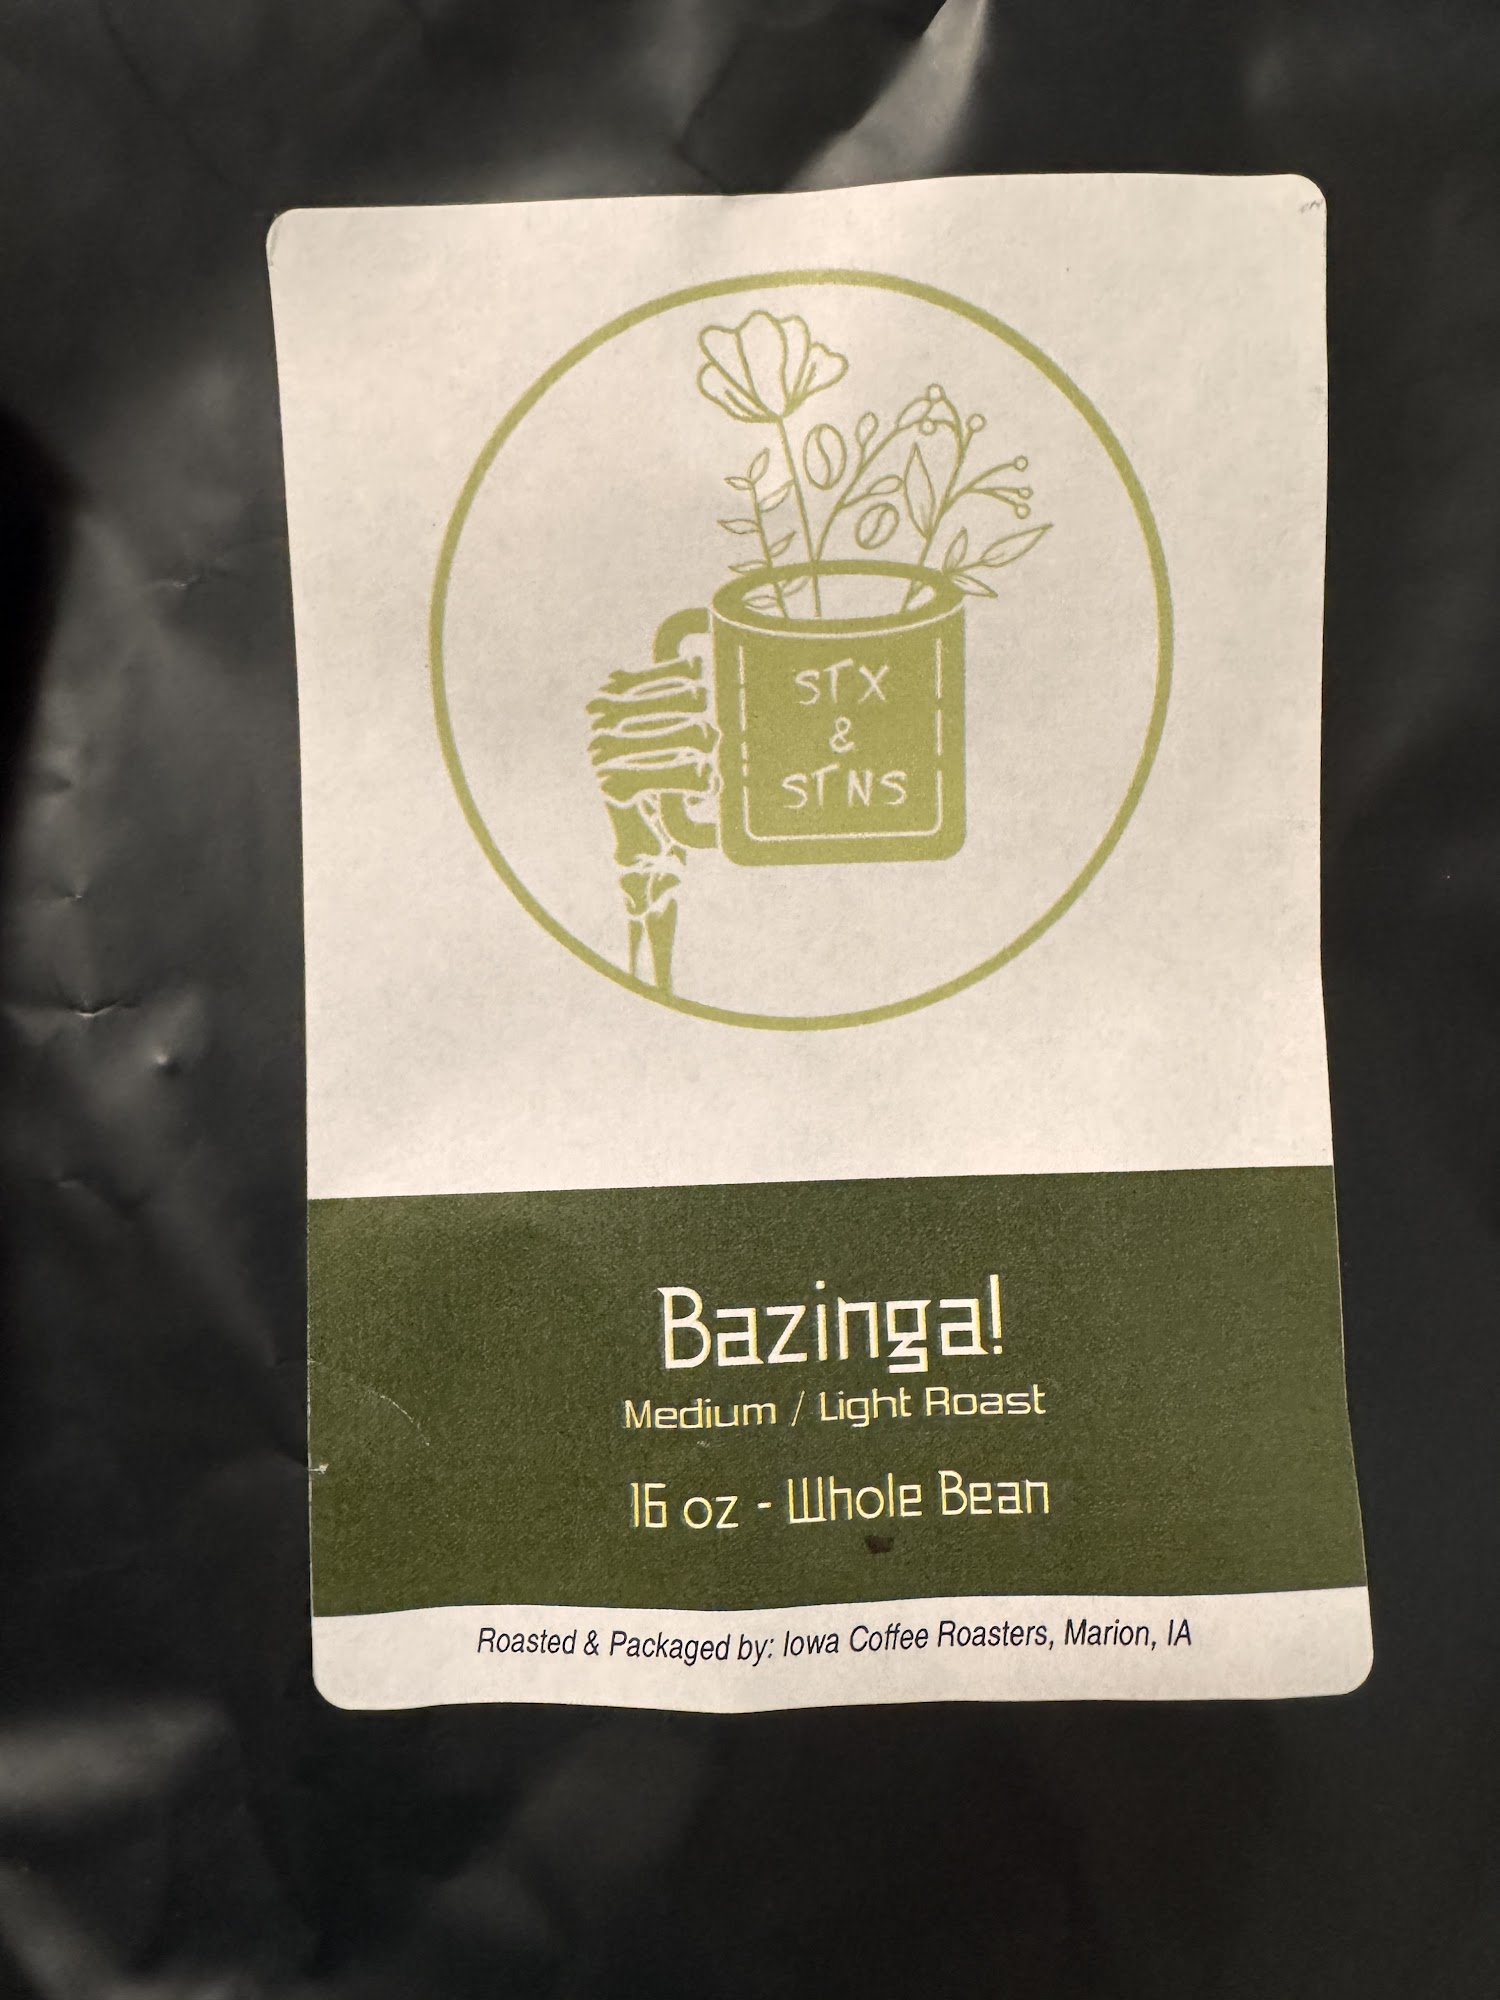 STX
&
STNS
Bazinga!
Medium / Light Roast
16 oz - Whole Bean
Roasted & Packaged by: Iowa Coffee Roasters, Marion, IA